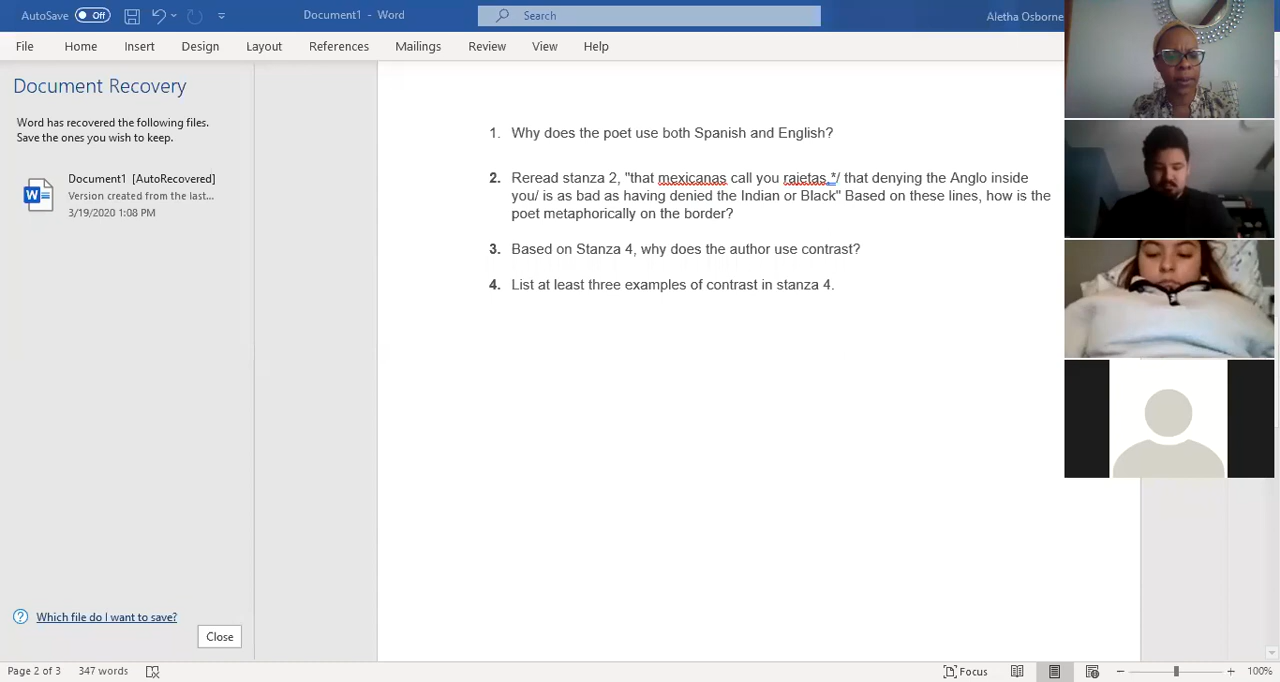 AutoSave Off Document1 - Word Search Aletha Osborne
File Home Insert Design Layout References Mailings Review View Help
Document Recovery
Word has recovered the following files.
Save the ones you wish to keep.
W
Document1 [AutoRecovered]
Version created from the last...
3/19/2020 1:08 PM
1. Why does the poet use both Spanish and English?
2. Reread stanza 2, "that mexicanas call you rajetas,*/ that denying the Anglo inside
you/ is as bad as having denied the Indian or Black" Based on these lines, how is the
poet metaphorically on the border?
3. Based on Stanza 4, why does the author use contrast?
4. List at least three examples of contrast in stanza 4.
? Which file do I want to save?
Close
Page 2 of 3 347 words Focus 100%